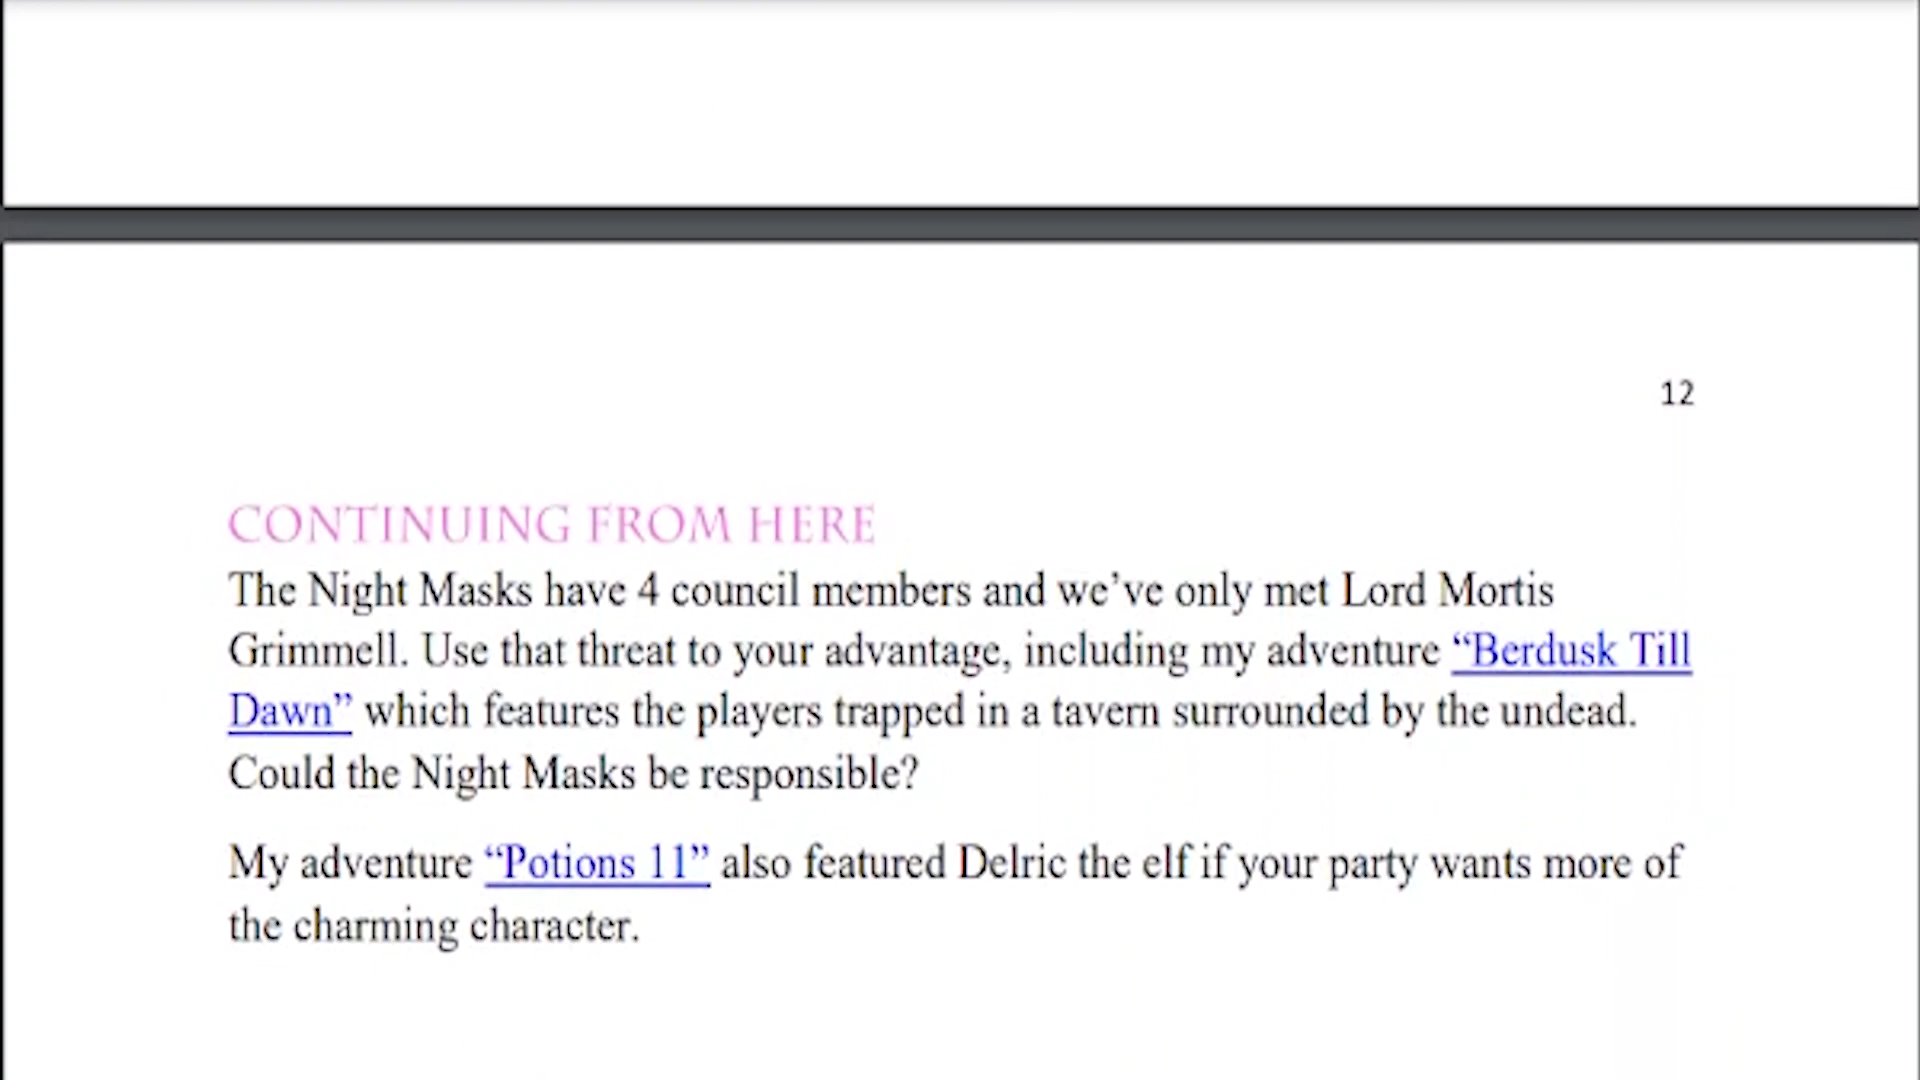 12
CONTINUING FROM HERE
The Night Masks have 4 council members and we’ve only met Lord Mortis
Grimmell. Use that threat to your advantage, including my adventure “Berdusk Till
Dawn” which features the players trapped in a tavern surrounded by the undead.
Could the Night Masks be responsible?
My adventure “Potions 11” also featured Delric the elf if your party wants more of
the charming character.